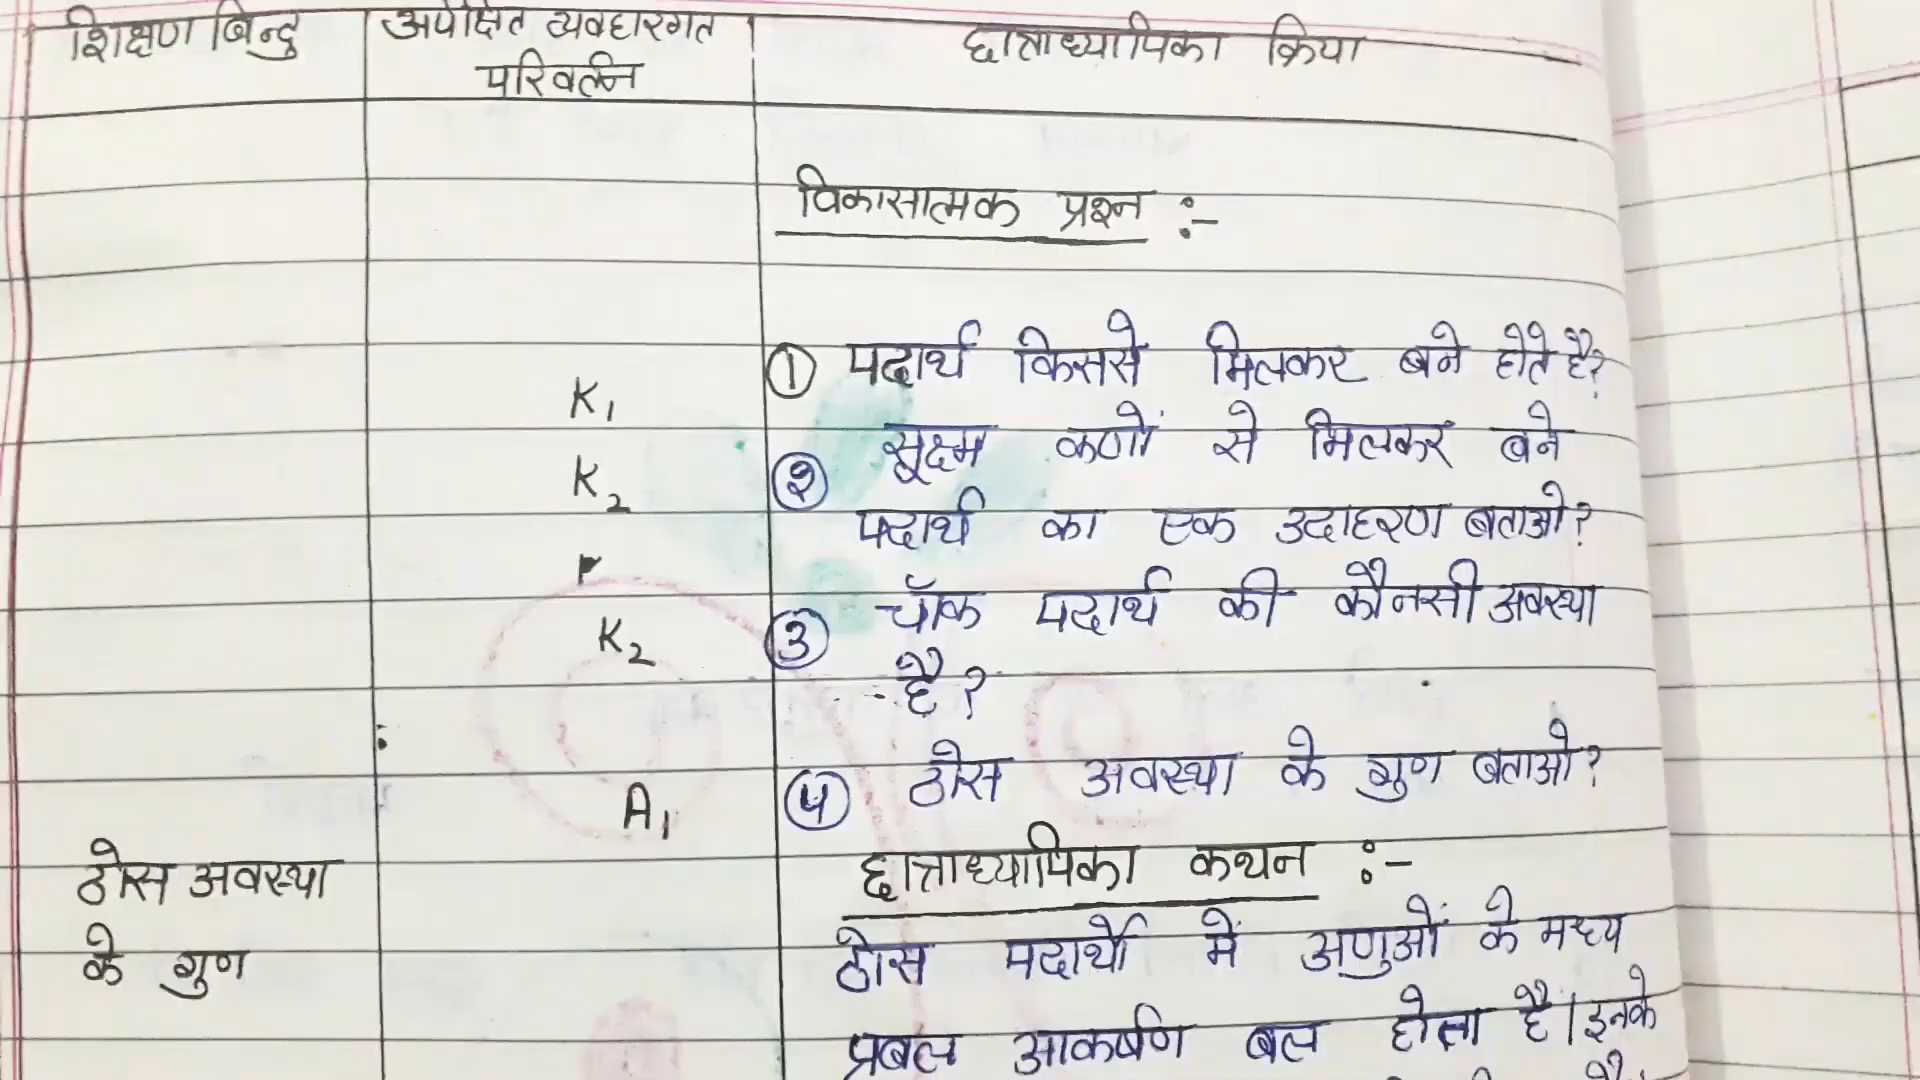 शिक्षण बिन्दु
अपेक्षित व्यवहारगत
परिवर्तन
छात्राध्यापिका क्रिया
विकासात्मक प्रश्न :-
K1 ① पदार्थ किससे मिलकर बने होते है?
K2 ② सूक्ष्म कणों से मिलकर बने
पदार्थ का एक उदाहरण बताओ?
K2 ③ चॉक पदार्थ की कौनसी अवस्था
है?
A1 ④ ठोस अवस्था के गुण बताओ?
ठोस अवस्था
के गुण
छात्राध्यापिका कथन :-
ठोस पदार्थो में अणुओं के मध्य
प्रबल आकर्षण बल होता है। इनके